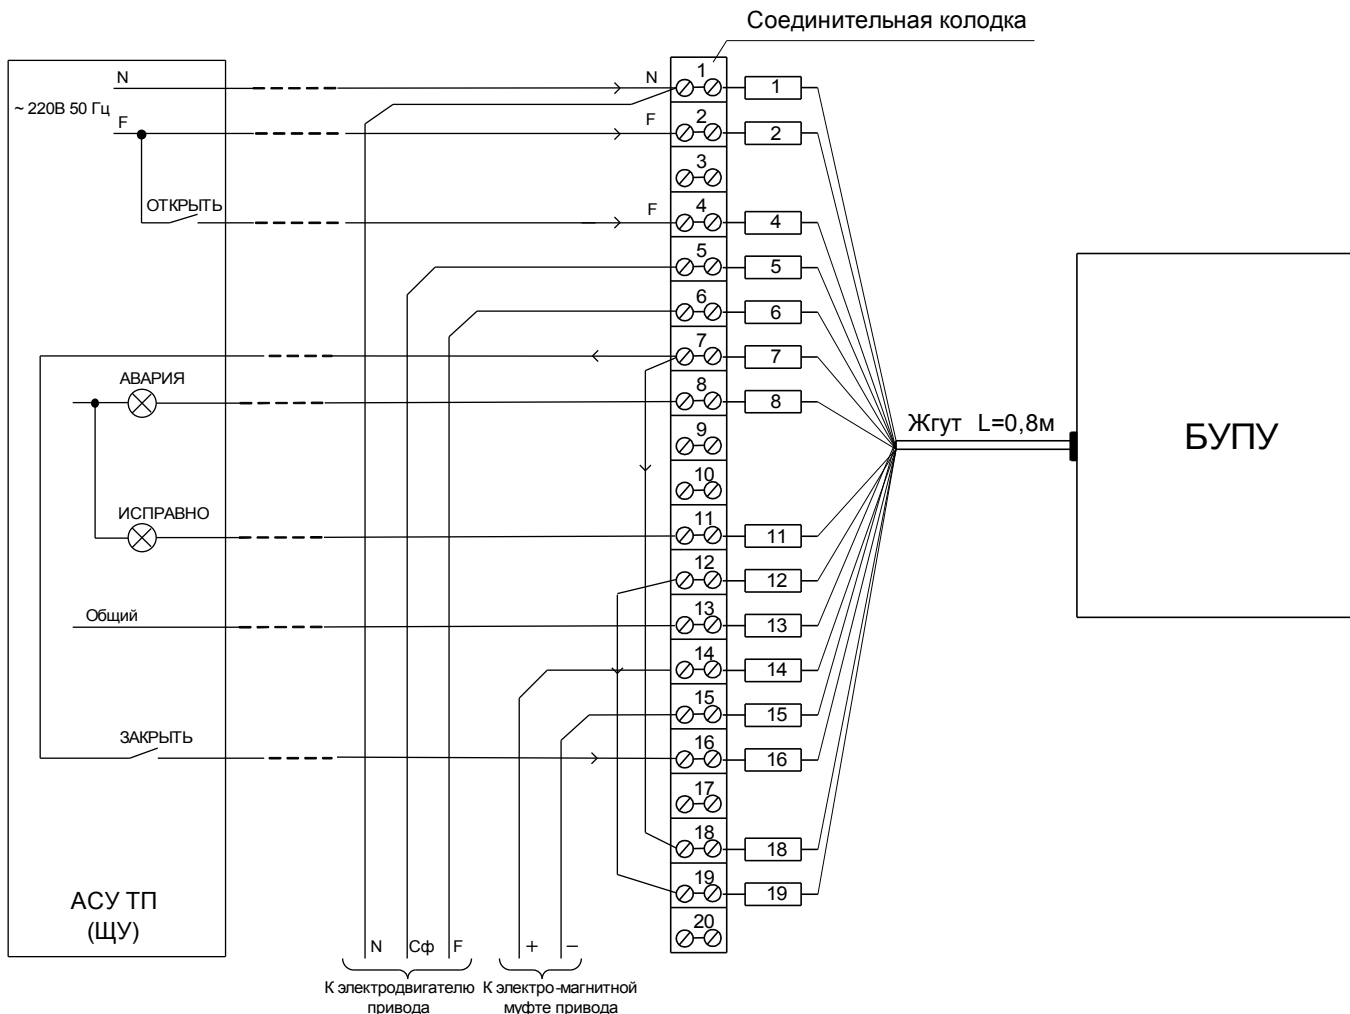 Соединительная колодка
N
~ 220В 50 Гц
F
ОТКРЫТЬ
АВАРИЯ
ИСПРАВНО
Общий
ЗАКРЫТЬ
АСУ ТП
(ЩУ)
N
F
F
1
2
3
4
5
6
7
8
9
10
11
12
13
14
15
16
17
18
19
20
1
2
4
5
6
7
8
11
12
13
14
15
16
18
19
Жгут L=0,8м
БУПУ
N Сф F
+ −
К электродвигателю
привода
К электро-магнитной
муфте привода